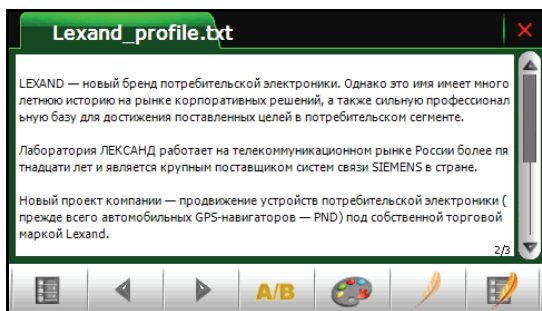 Lexand_profile.txt
LEXAND — новый бренд потребительской электроники. Однако это имя имеет много
летнюю историю на рынке корпоративных решений, а также сильную профессионал
ьную базу для достижения поставленных целей в потребительском сегменте.
Лаборатория ЛЕКСАНД работает на телекоммуникационном рынке России более пя
тнадцати лет и является крупным поставщиком систем связи SIEMENS в стране.
Новый проект компании — продвижение устройств потребительской электроники (
прежде всего автомобильных GPS-навигаторов — PND) под собственной торговой
маркой Lexand.
2/3
A/B